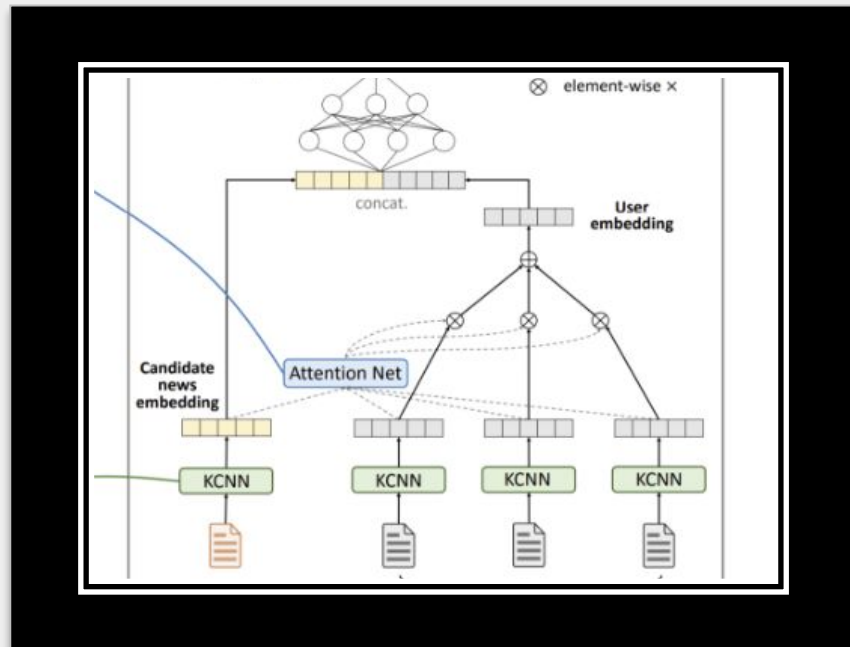 ⊗ element-wise ×
concat.
User
embedding
Candidate
news
embedding
Attention Net
KCNN
KCNN
KCNN
KCNN